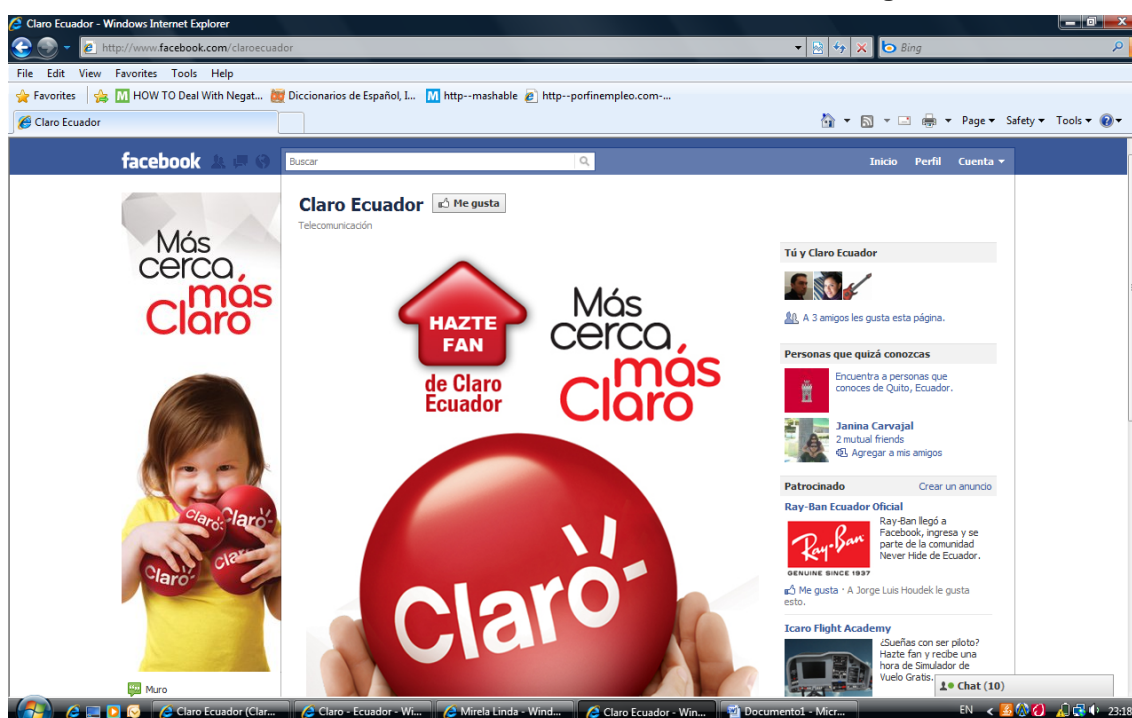 Claro Ecuador - Windows Internet Explorer
http://www.facebook.com/claroecuador
Bing
File Edit View Favorites Tools Help
Favorites HOW TO Deal With Negat... Diccionarios de Español, I... http--mashable http--porfinempleo.com--...
Claro Ecuador
Page Safety Tools
facebook
Buscar
Inicio Perfil Cuenta
Más
cerca,
más
Claro
Claro
Claro
Claro
Claro
Muro
Claro Ecuador Me gusta
Telecomunicación
HAZTE
FAN
de Claro
Ecuador
Más
cerca,
más
Claro
Claro
Tú y Claro Ecuador
A 3 amigos les gusta esta página.
Personas que quizá conozcas
Encuentra a personas que
conoces de Quito, Ecuador.
Janina Carvajal
2 mutual friends
Agregar a mis amigos
Patrocinado Crear un anuncio
Ray-Ban Ecuador Oficial
Ray-Ban
GENUINE SINCE 1937
Ray-Ban llegó a
Facebook, ingresa y se
parte de la comunidad
Never Hide de Ecuador.
Me gusta · A Jorge Luis Houdek le gusta
esto.
Icaro Flight Academy
¿Sueñas con ser piloto?
Hazte fan y recibe una
hora de Simulador de
Vuelo Gratis.
Chat (10)
Claro Ecuador (Clar... Claro - Ecuador - Wi... Mirela Linda - Wind... Claro Ecuador - Win... Documento1 - Micr... EN 23:18